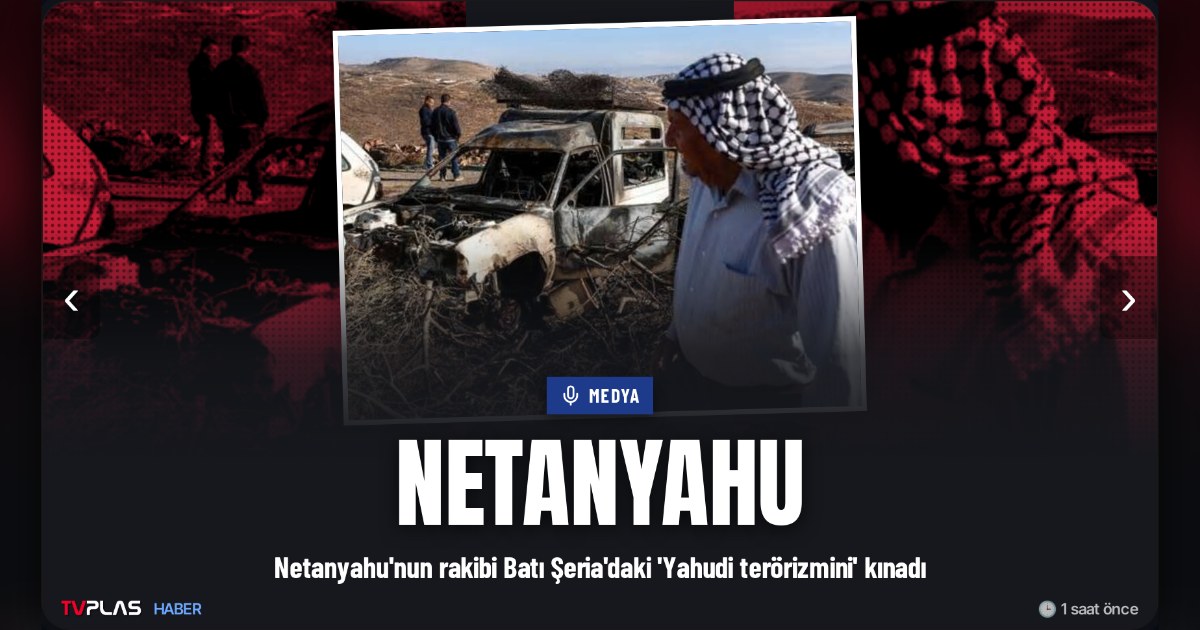 MEDYA
NETANYAHU
Netanyahu'nun rakibi Batı Şeria'daki 'Yahudi terörizmini' kınadı
TVPLAS HABER
1 saat önce